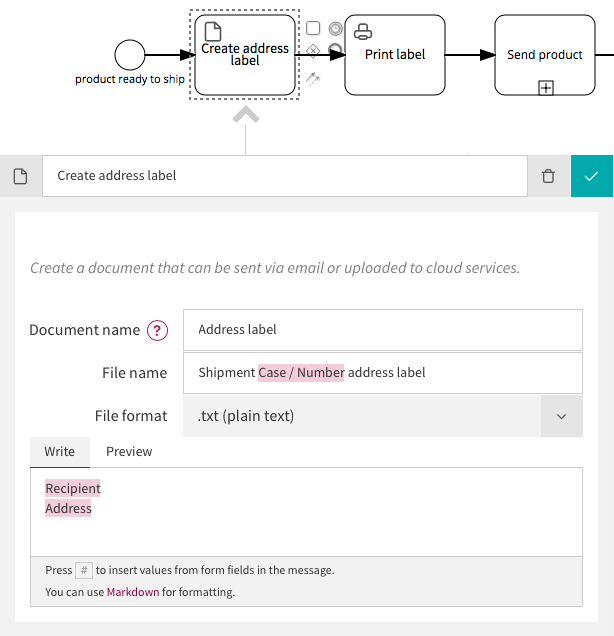 Create address
label
Print label
Send product
product ready to ship
Create address label
Create a document that can be sent via email or uploaded to cloud services.
Document name ? Address label
File name Shipment Case / Number address label
File format .txt (plain text)
Write Preview
Recipient
Address
Press # to insert values from form fields in the message.
You can use Markdown for formatting.